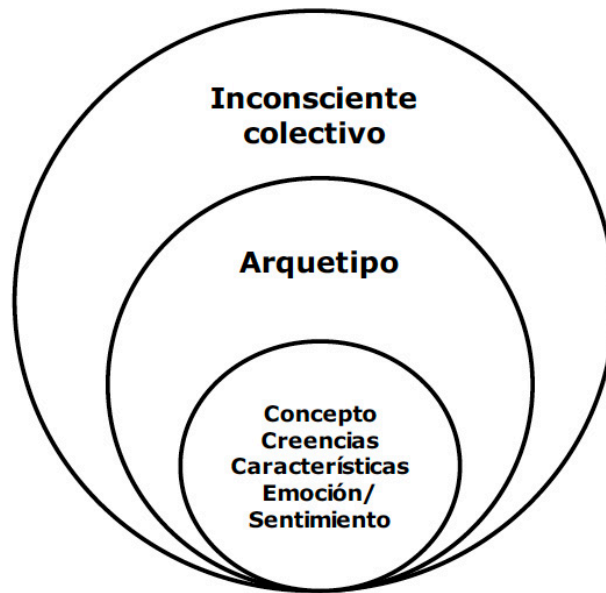 Inconsciente
colectivo
Arquetipo
Concepto
Creencias
Características
Emoción/
Sentimiento